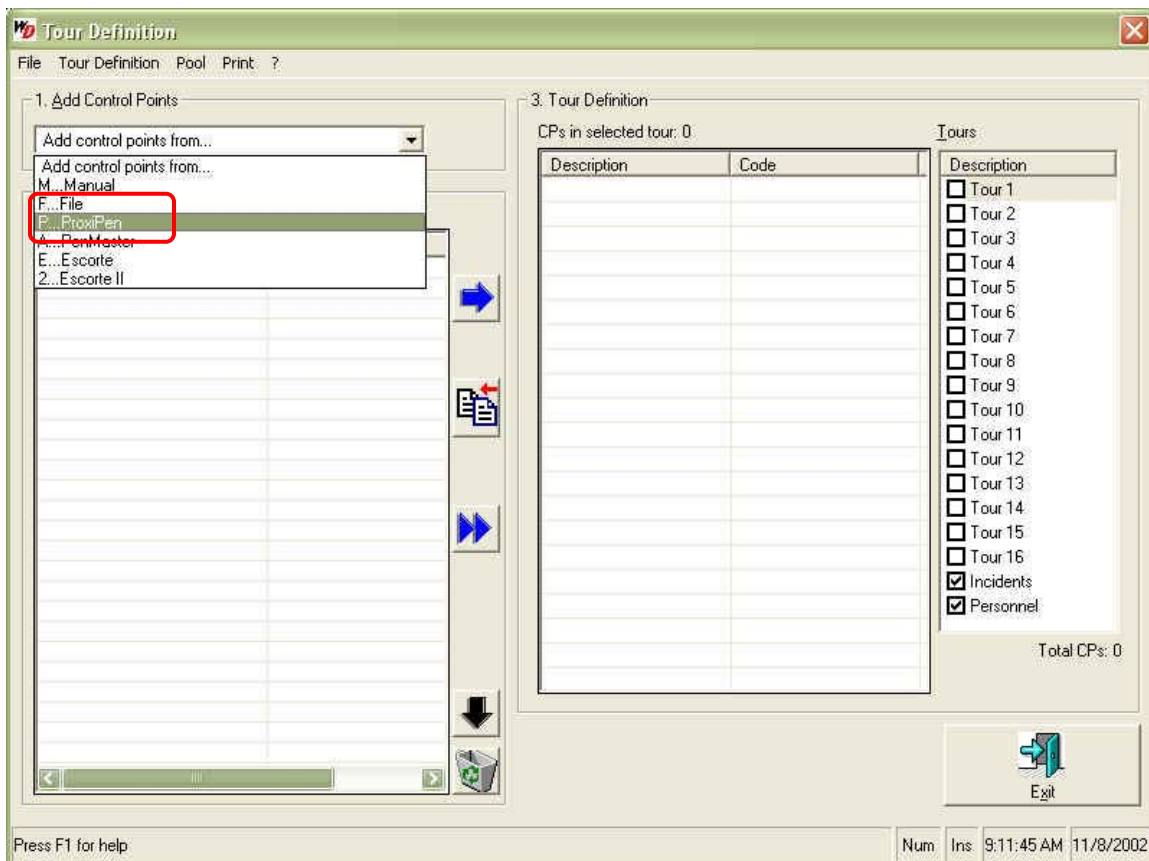 Tour Definition
File Tour Definition Pool Print ?
1. Add Control Points
Add control points from...
Add control points from...
M...Manual
F...File
P...ProxiPen
A...PenMaster
E...Escorte
2...Escorte II
3. Tour Definition
CPs in selected tour: 0
Description Code
Tours
Description
Tour 1
Tour 2
Tour 3
Tour 4
Tour 5
Tour 6
Tour 7
Tour 8
Tour 9
Tour 10
Tour 11
Tour 12
Tour 13
Tour 14
Tour 15
Tour 16
Incidents
Personnel
Total CPs: 0
Exit
Press F1 for help
Num Ins 9:11:45 AM 11/8/2002